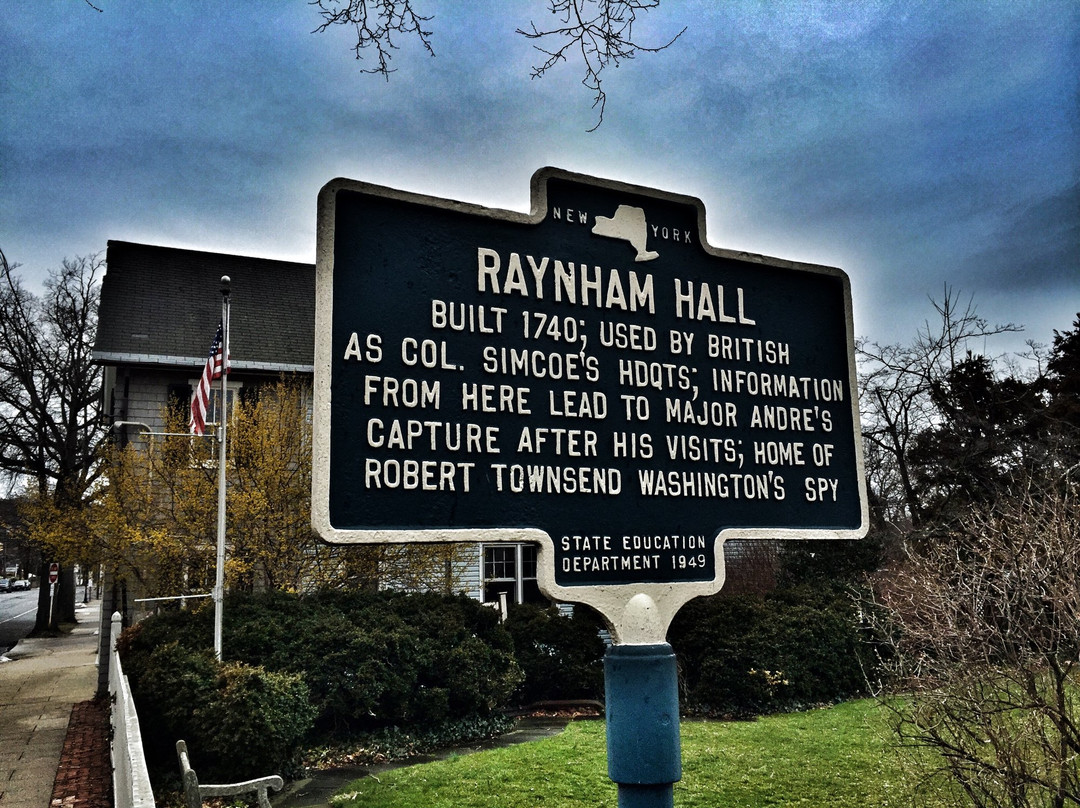 NEW YORK
RAYNHAM HALL
BUILT 1740; USED BY BRITISH
AS COL. SIMCOE'S HDQTS; INFORMATION
FROM HERE LEAD TO MAJOR ANDRE'S
CAPTURE AFTER HIS VISITS; HOME OF
ROBERT TOWNSEND WASHINGTON'S SPY
STATE EDUCATION
DEPARTMENT 1949